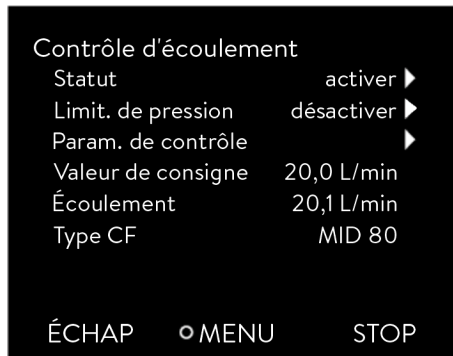 Contrôle d'écoulement
Statut activer
Limit. de pression désactiver
Param. de contrôle
Valeur de consigne 20,0 L/min
Écoulement 20,1 L/min
Type CF MID 80
ÉCHAP MENU STOP